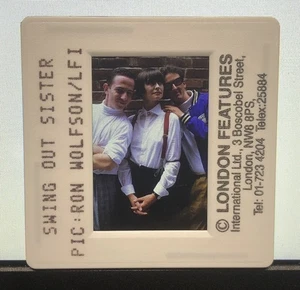 SWING OUT SISTER
PIC:RON WOLFSON/LFI
© LONDON FEATURES
International Ltd., 3 Boscobel Street,
London, NW8 8PS,
Tel: 01-723 4204 Telex:25884